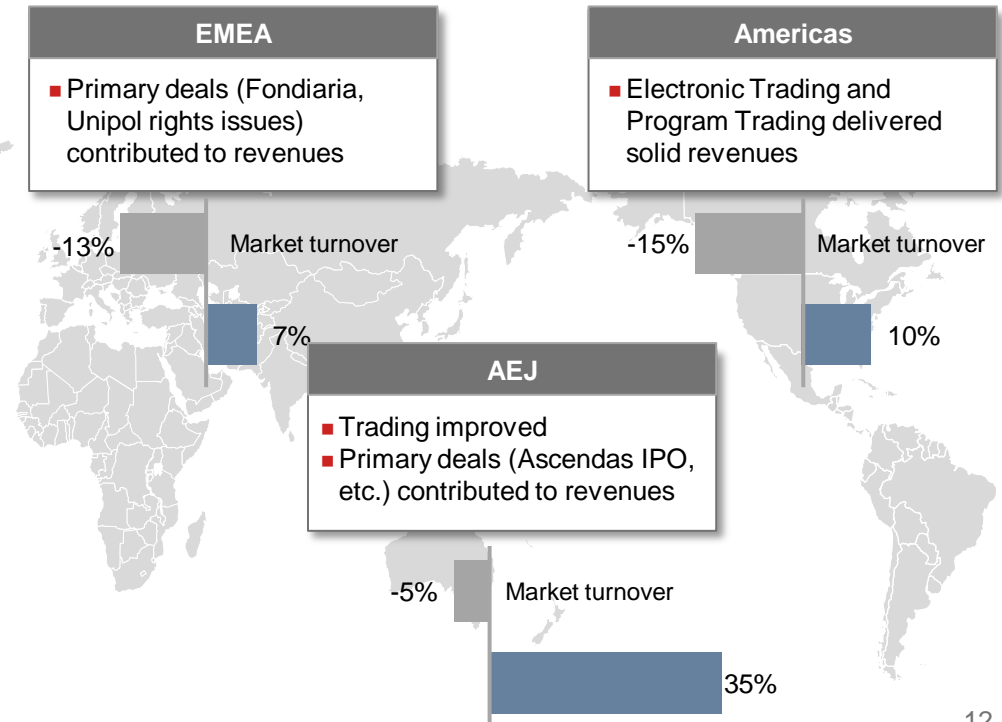 EMEA
■ Primary deals (Fondiaria,
Unipol rights issues)
contributed to revenues
-13%
Market turnover
7%
Americas
■ Electronic Trading and
Program Trading delivered
solid revenues
-15%
Market turnover
10%
AEJ
■ Trading improved
■ Primary deals (Ascendas IPO,
etc.) contributed to revenues
-5%
Market turnover
35%
12